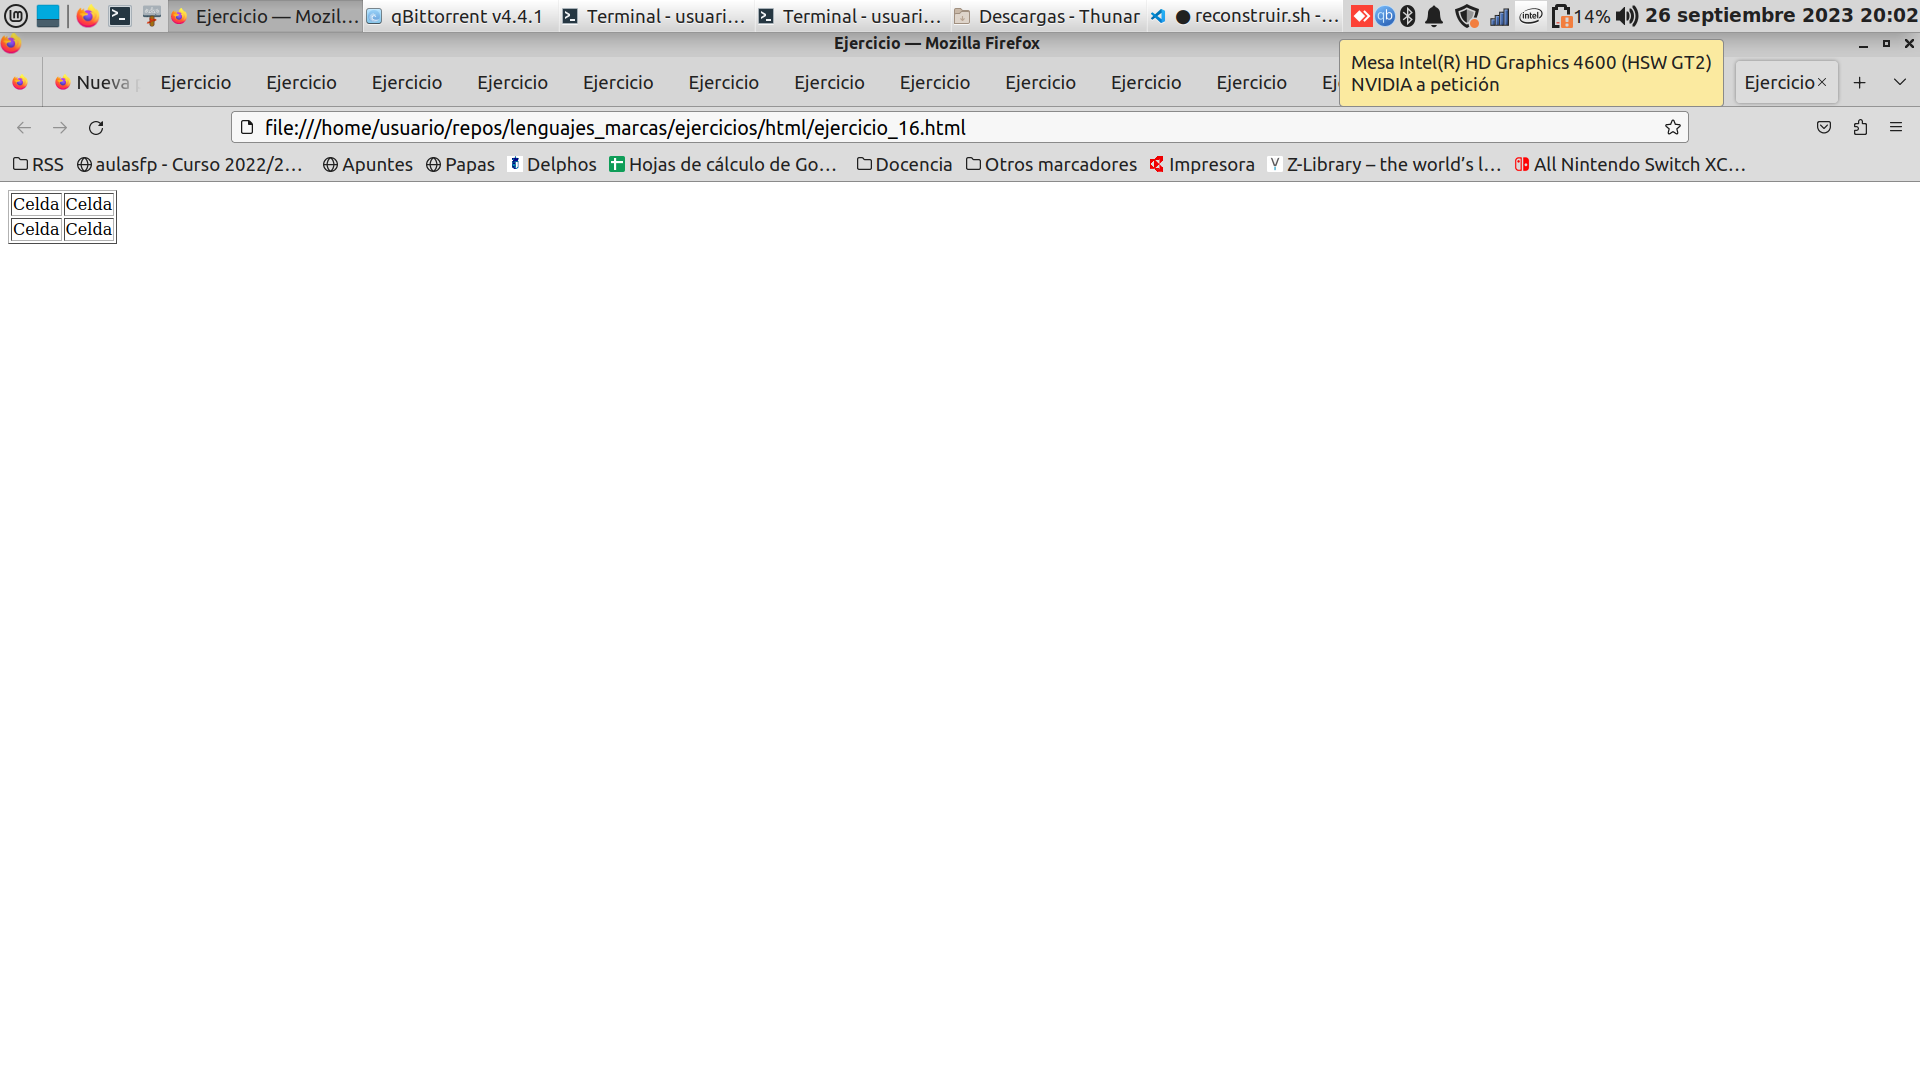 Ejercicio — Mozil... qBittorrent v4.4.1 Terminal - usuari... Terminal - usuari... Descargas - Thunar reconstruir.sh -... qb intel 14% 26 septiembre 2023 20:02
Ejercicio — Mozilla Firefox
Nueva Ejercicio Ejercicio Ejercicio Ejercicio Ejercicio Ejercicio Ejercicio Ejercicio Ejercicio Ejercicio Ejercicio Ej Ejercicio
Mesa Intel(R) HD Graphics 4600 (HSW GT2)
NVIDIA a petición
file:///home/usuario/repos/lenguajes_marcas/ejercicios/html/ejercicio_16.html
RSS aulasfp - Curso 2022/2... Apuntes Papas Delphos Hojas de cálculo de Go... Docencia Otros marcadores Impresora Z-Library – the world's l... All Nintendo Switch XC...
Celda Celda
Celda Celda